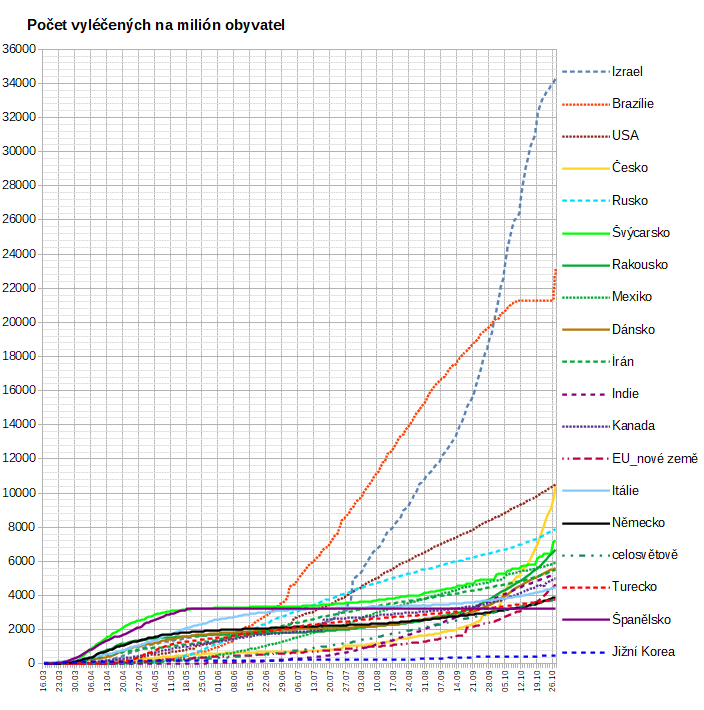 Počet vyléčených na milión obyvatel
36000
34000
32000
30000
28000
26000
24000
22000
20000
18000
16000
14000
12000
10000
8000
6000
4000
2000
0
Izrael
Brazílie
USA
Česko
Rusko
Švýcarsko
Rakousko
Mexiko
Dánsko
Írán
Indie
Kanada
EU_nové země
Itálie
Německo
celosvětově
Turecko
Španělsko
Jižní Korea
16.03
23.03
30.03
06.04
13.04
20.04
27.04
04.05
11.05
18.05
25.05
01.06
08.06
15.06
22.06
29.06
06.07
13.07
20.07
27.07
03.08
10.08
17.08
24.08
31.08
07.09
14.09
21.09
28.09
05.10
12.10
19.10
26.10